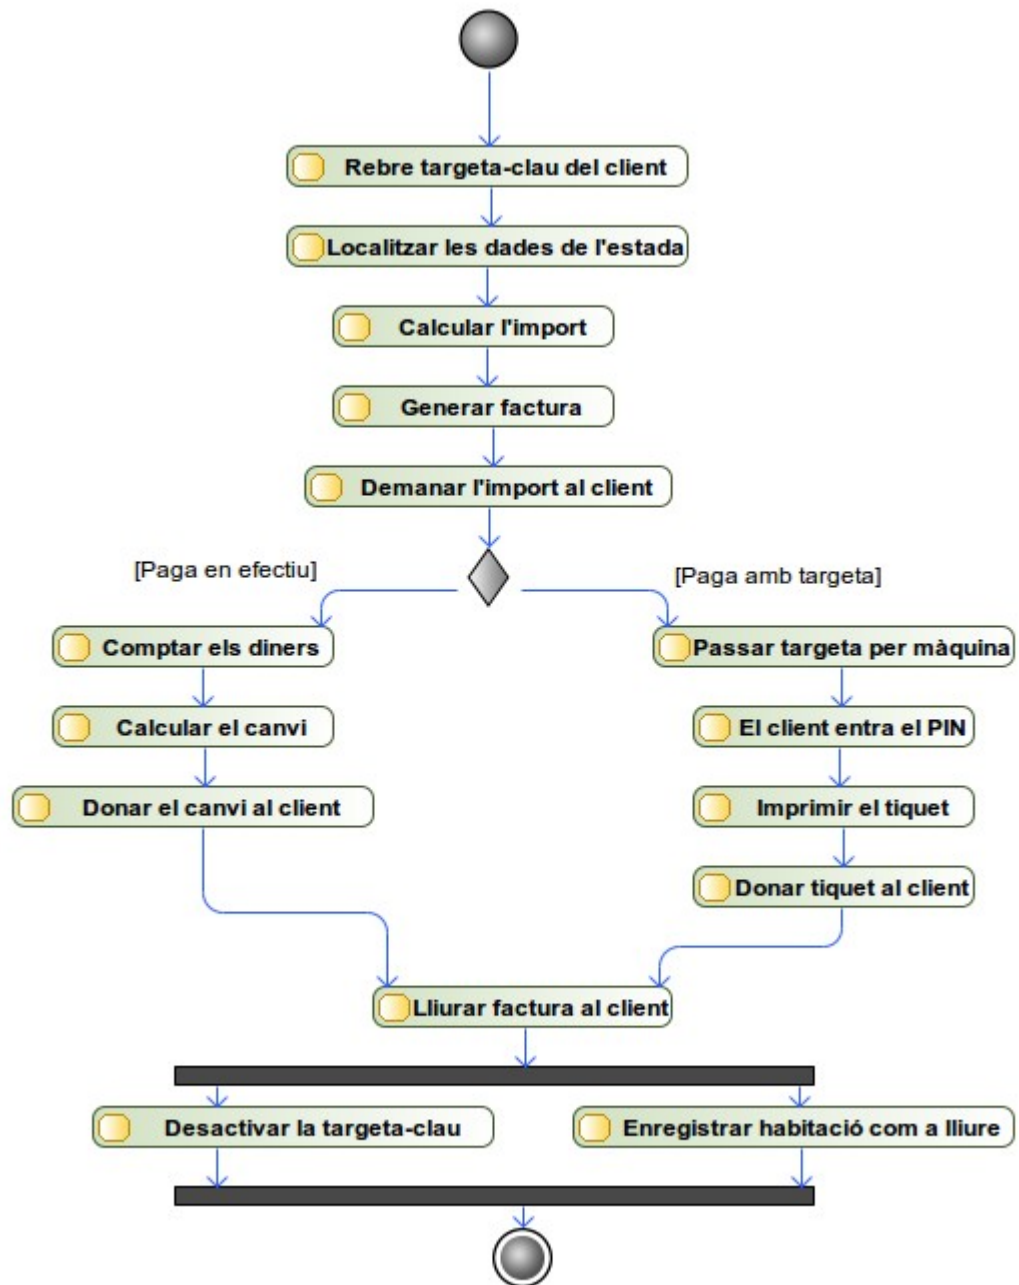 Rebre targeta-clau del client
Localitzar les dades de l'estada
Calcular l'import
Generar factura
Demanar l'import al client
[Paga en efectiu]
[Paga amb targeta]
Comptar els diners
Passar targeta per màquina
Calcular el canvi
El client entra el PIN
Donar el canvi al client
Imprimir el tiquet
Donar tiquet al client
Lliurar factura al client
Desactivar la targeta-clau
Enregistrar habitació com a lliure